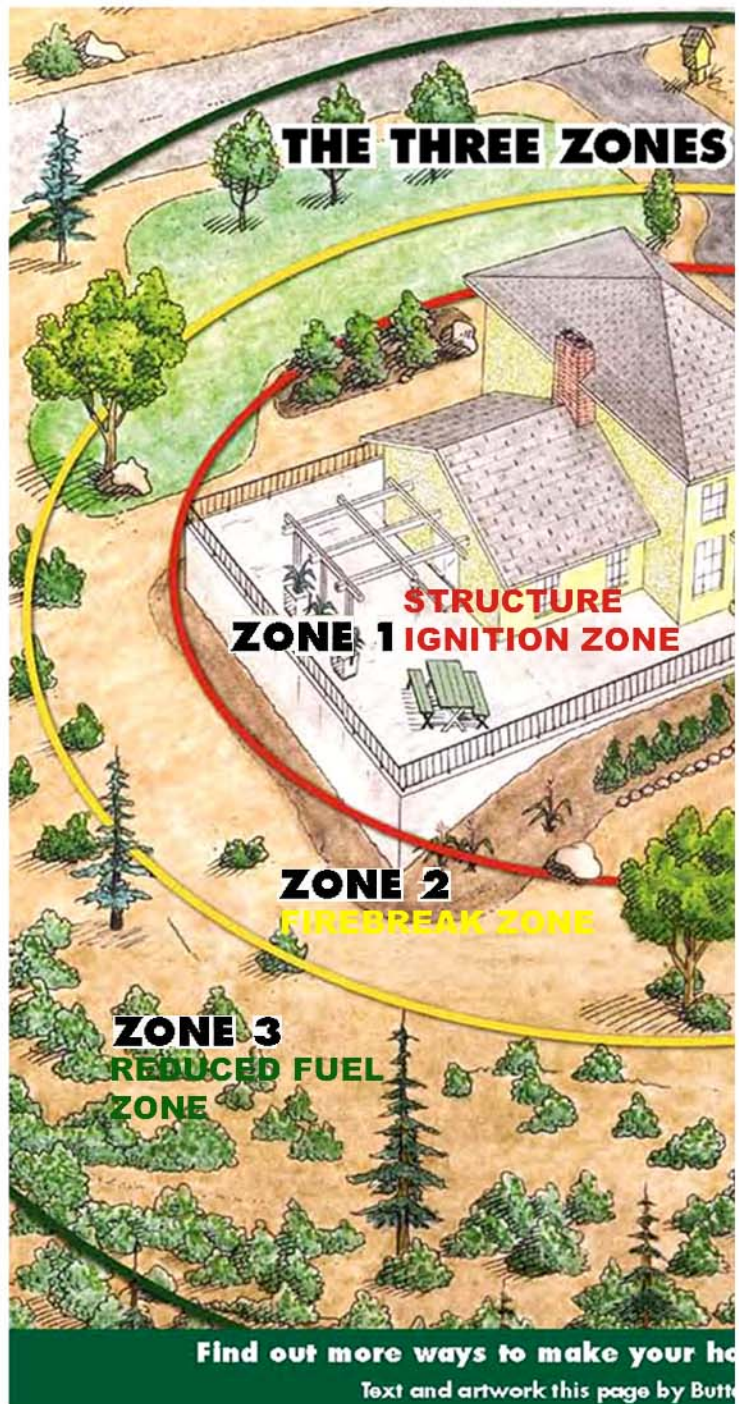 THE THREE ZONES
ZONE 1 STRUCTURE
IGNITION ZONE
ZONE 2
FIREBREAK ZONE
ZONE 3
REDUCED FUEL
ZONE
Find out more ways to make your
Text and artwork this page by